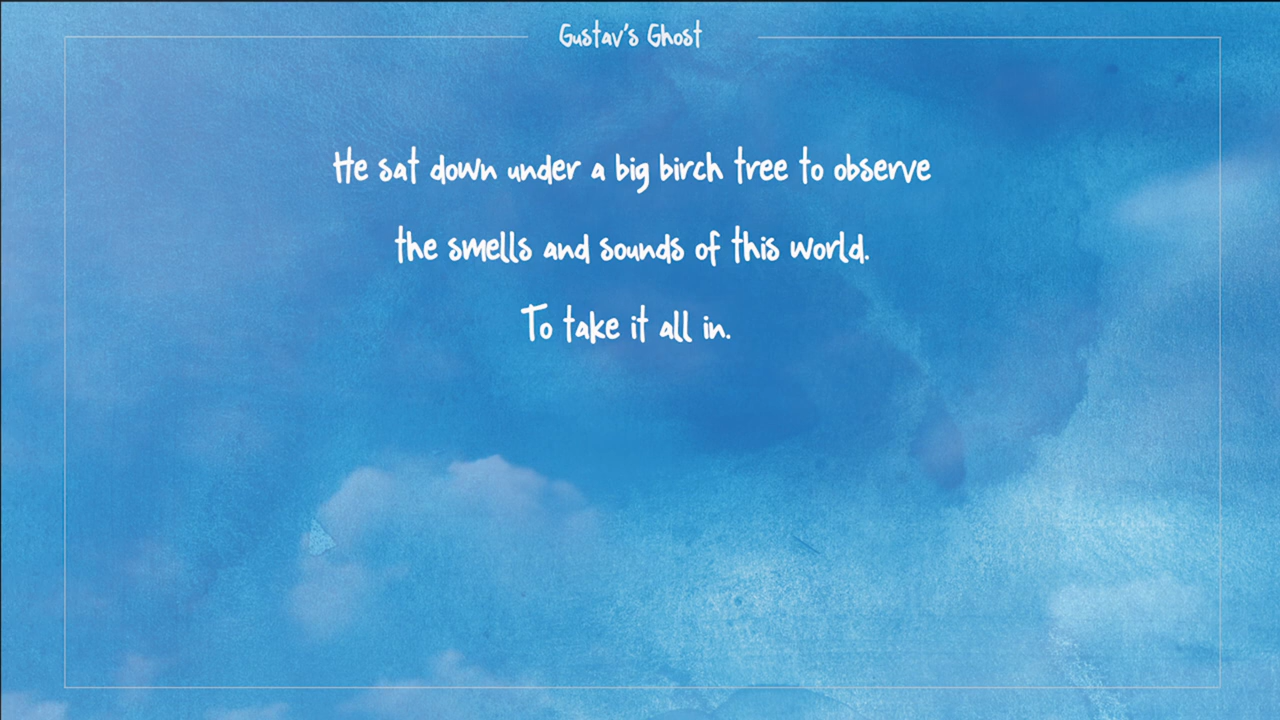 Gustav's Ghost
He sat down under a big birch tree to observe
the smells and sounds of this world.
To take it all in.